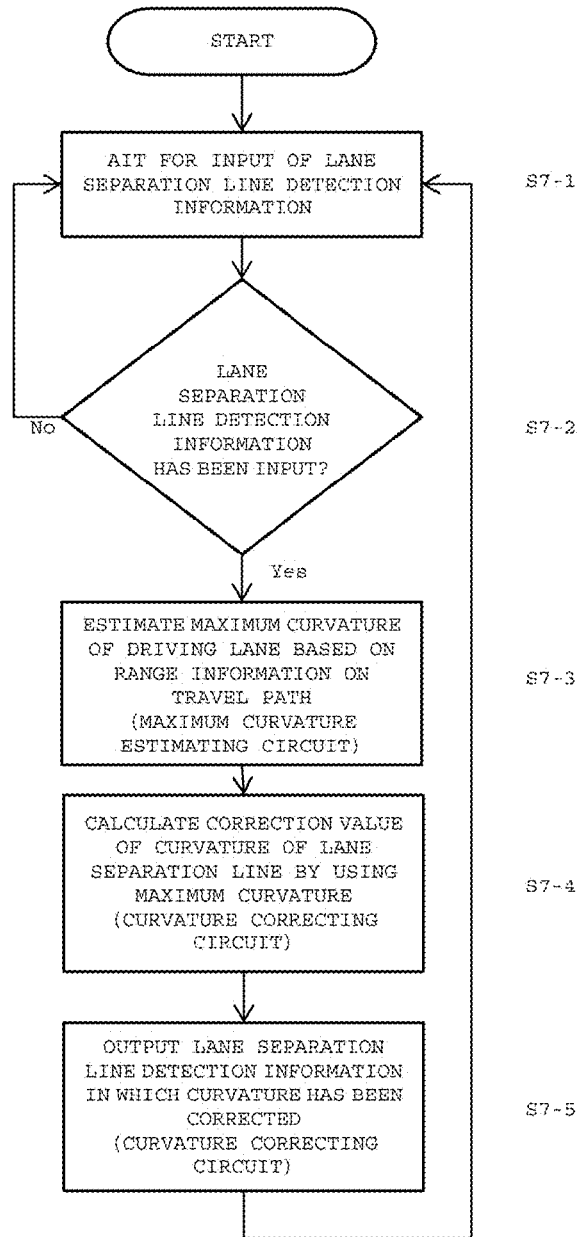 START
AIT FOR INPUT OF LANE
SEPARATION LINE DETECTION
INFORMATION
S7-1
LANE
SEPARATION
LINE DETECTION
INFORMATION
HAS BEEN INPUT?
S7-2
No
Yes
ESTIMATE MAXIMUM CURVATURE
OF DRIVING LANE BASED ON
RANGE INFORMATION ON
TRAVEL PATH
(MAXIMUM CURVATURE
ESTIMATING CIRCUIT)
S7-3
CALCULATE CORRECTION VALUE
OF CURVATURE OF LANE
SEPARATION LINE BY USING
MAXIMUM CURVATURE
(CURVATURE CORRECTING
CIRCUIT)
S7-4
OUTPUT LANE SEPARATION
LINE DETECTION INFORMATION
IN WHICH CURVATURE HAS BEEN
CORRECTED
(CURVATURE CORRECTING
CIRCUIT)
S7-5